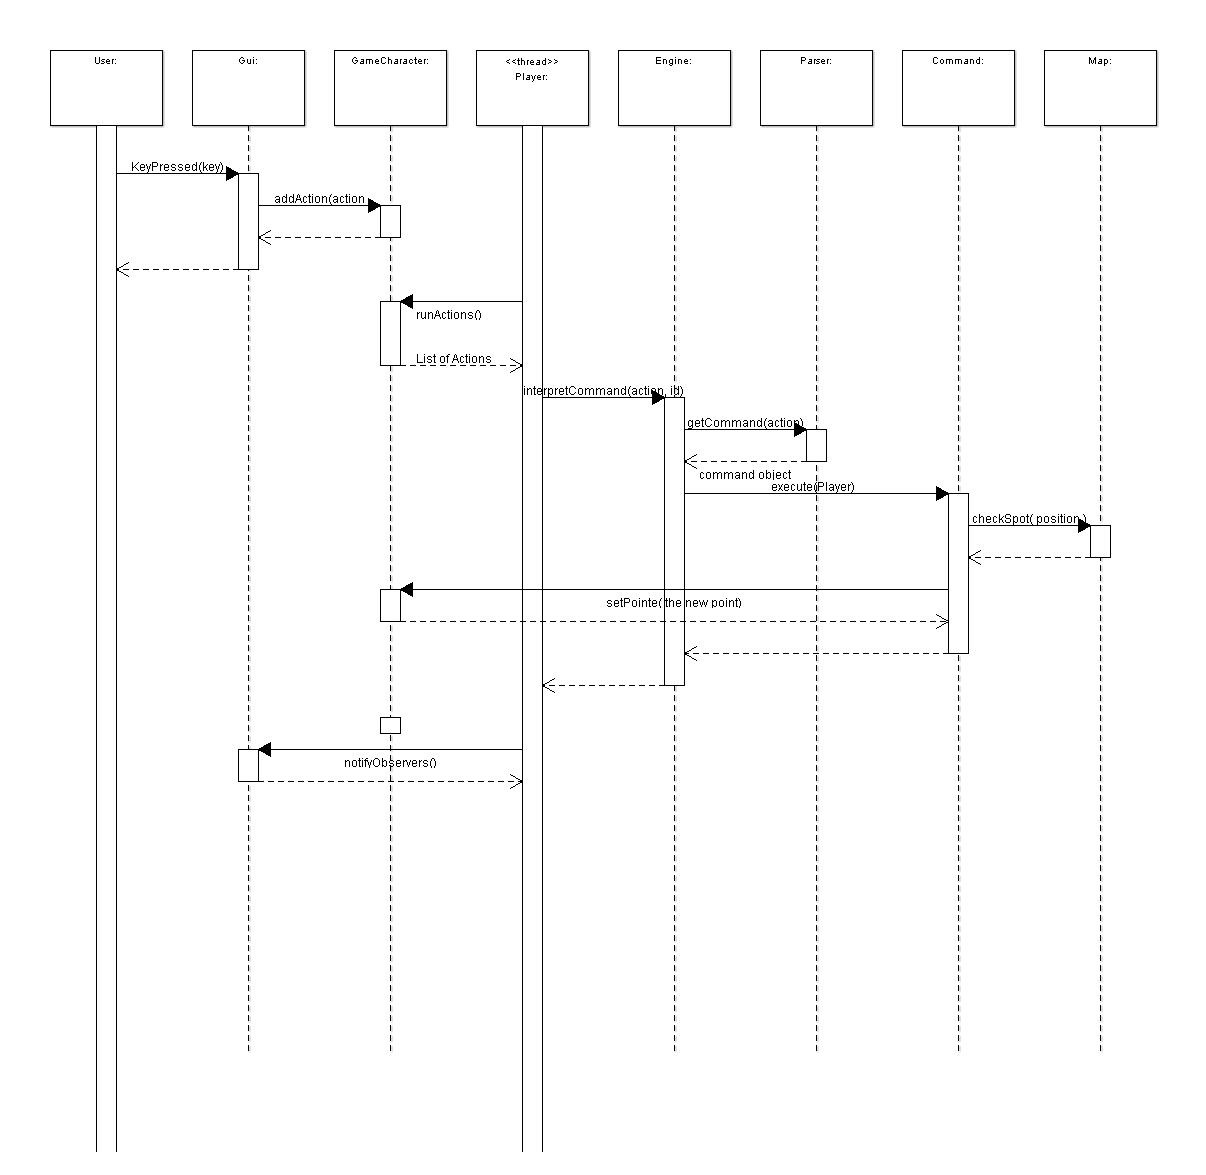 User:
Gui:
GameCharacter:
<<thread>>
Player:
Engine:
Parser:
Command:
Map:
KeyPressed(key)
addAction(action
runActions()
List of Actions
interpretCommand(action, id)
getCommand(action)
command object
execute(Player)
checkSpot( position )
setPointe( the new point)
notifyObservers()